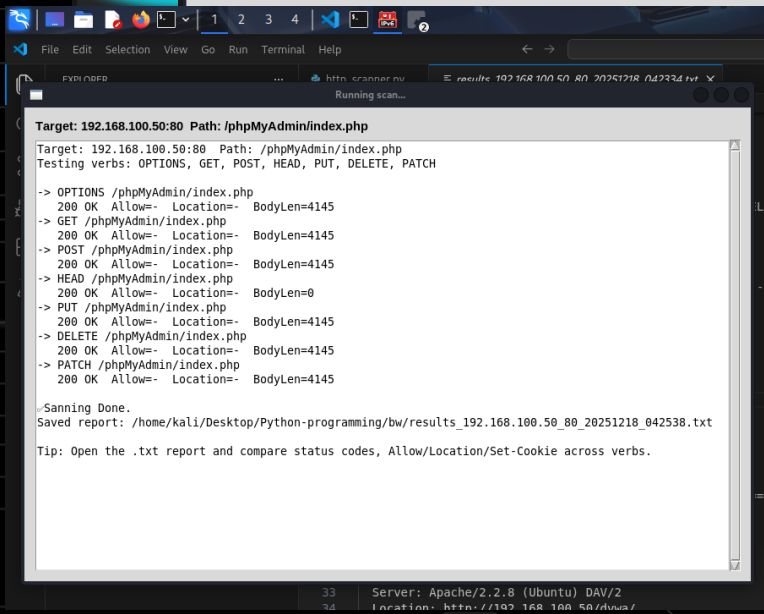 1 2 3 4
2
File Edit Selection View Go Run Terminal Help
EXPLORER ... http_scanner.py results_192.168.100.50_80_20251218_042334.txt
Running scan...
Target: 192.168.100.50:80 Path: /phpMyAdmin/index.php
Target: 192.168.100.50:80 Path: /phpMyAdmin/index.php
Testing verbs: OPTIONS, GET, POST, HEAD, PUT, DELETE, PATCH
-> OPTIONS /phpMyAdmin/index.php
200 OK Allow=- Location=- BodyLen=4145
-> GET /phpMyAdmin/index.php
200 OK Allow=- Location=- BodyLen=4145
-> POST /phpMyAdmin/index.php
200 OK Allow=- Location=- BodyLen=4145
-> HEAD /phpMyAdmin/index.php
200 OK Allow=- Location=- BodyLen=0
-> PUT /phpMyAdmin/index.php
200 OK Allow=- Location=- BodyLen=4145
-> DELETE /phpMyAdmin/index.php
200 OK Allow=- Location=- BodyLen=4145
-> PATCH /phpMyAdmin/index.php
200 OK Allow=- Location=- BodyLen=4145
✅Sanning Done.
Saved report: /home/kali/Desktop/Python-programming/bw/results_192.168.100.50_80_20251218_042538.txt
Tip: Open the .txt report and compare status codes, Allow/Location/Set-Cookie across verbs.
33 Server: Apache/2.2.8 (Ubuntu) DAV/2
34 Location: http://192.168.100.50/dvwa/